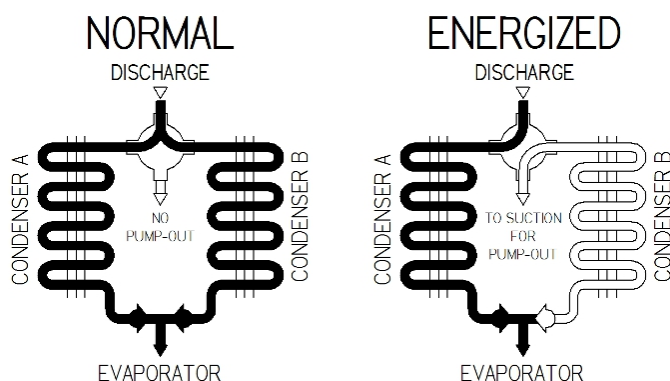 NORMAL
DISCHARGE
CONDENSER A
CONDENSER B
NO
PUMP-OUT
EVAPORATOR
ENERGIZED
DISCHARGE
CONDENSER A
CONDENSER B
TO SUCTION
FOR
PUMP-OUT
EVAPORATOR